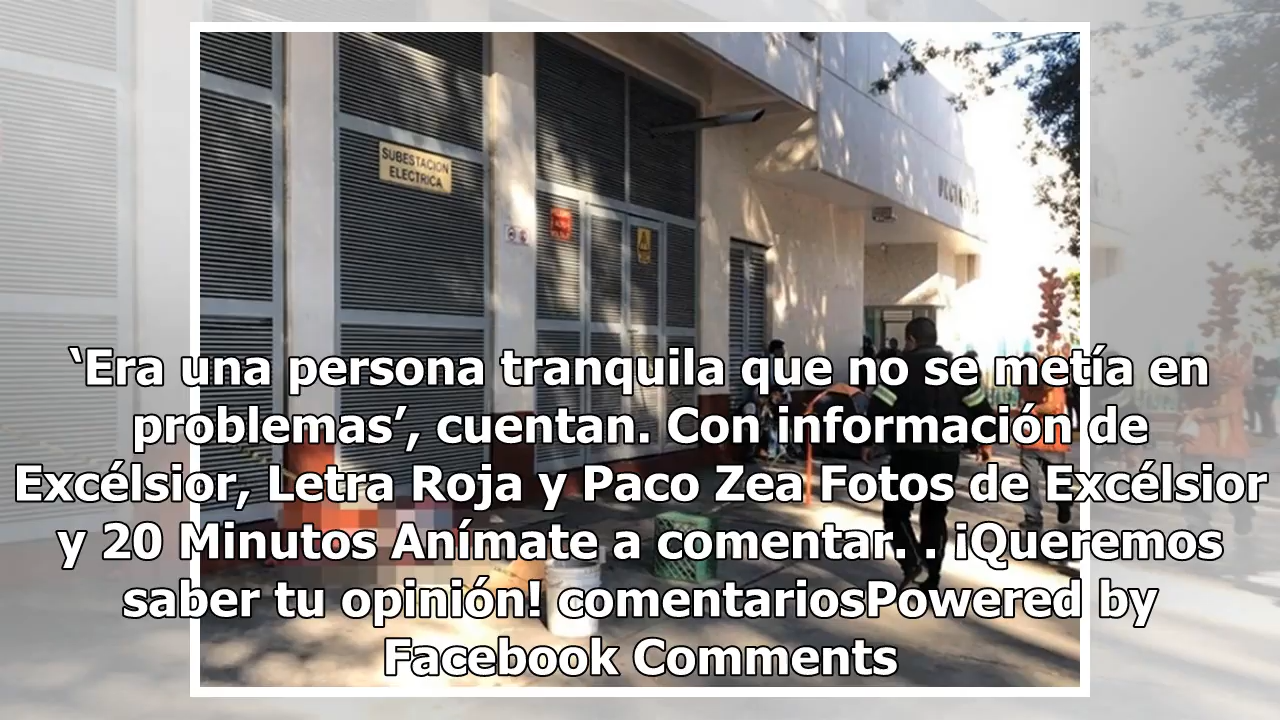 SUBESTACION
ELECTRICA
‘Era una persona tranquila que no se metía en
problemas’, cuentan. Con información de
Excélsior, Letra Roja y Paco Zea Fotos de Excélsior
y 20 Minutos Anímate a comentar. . ¡Queremos
saber tu opinión! comentariosPowered by
Facebook Comments